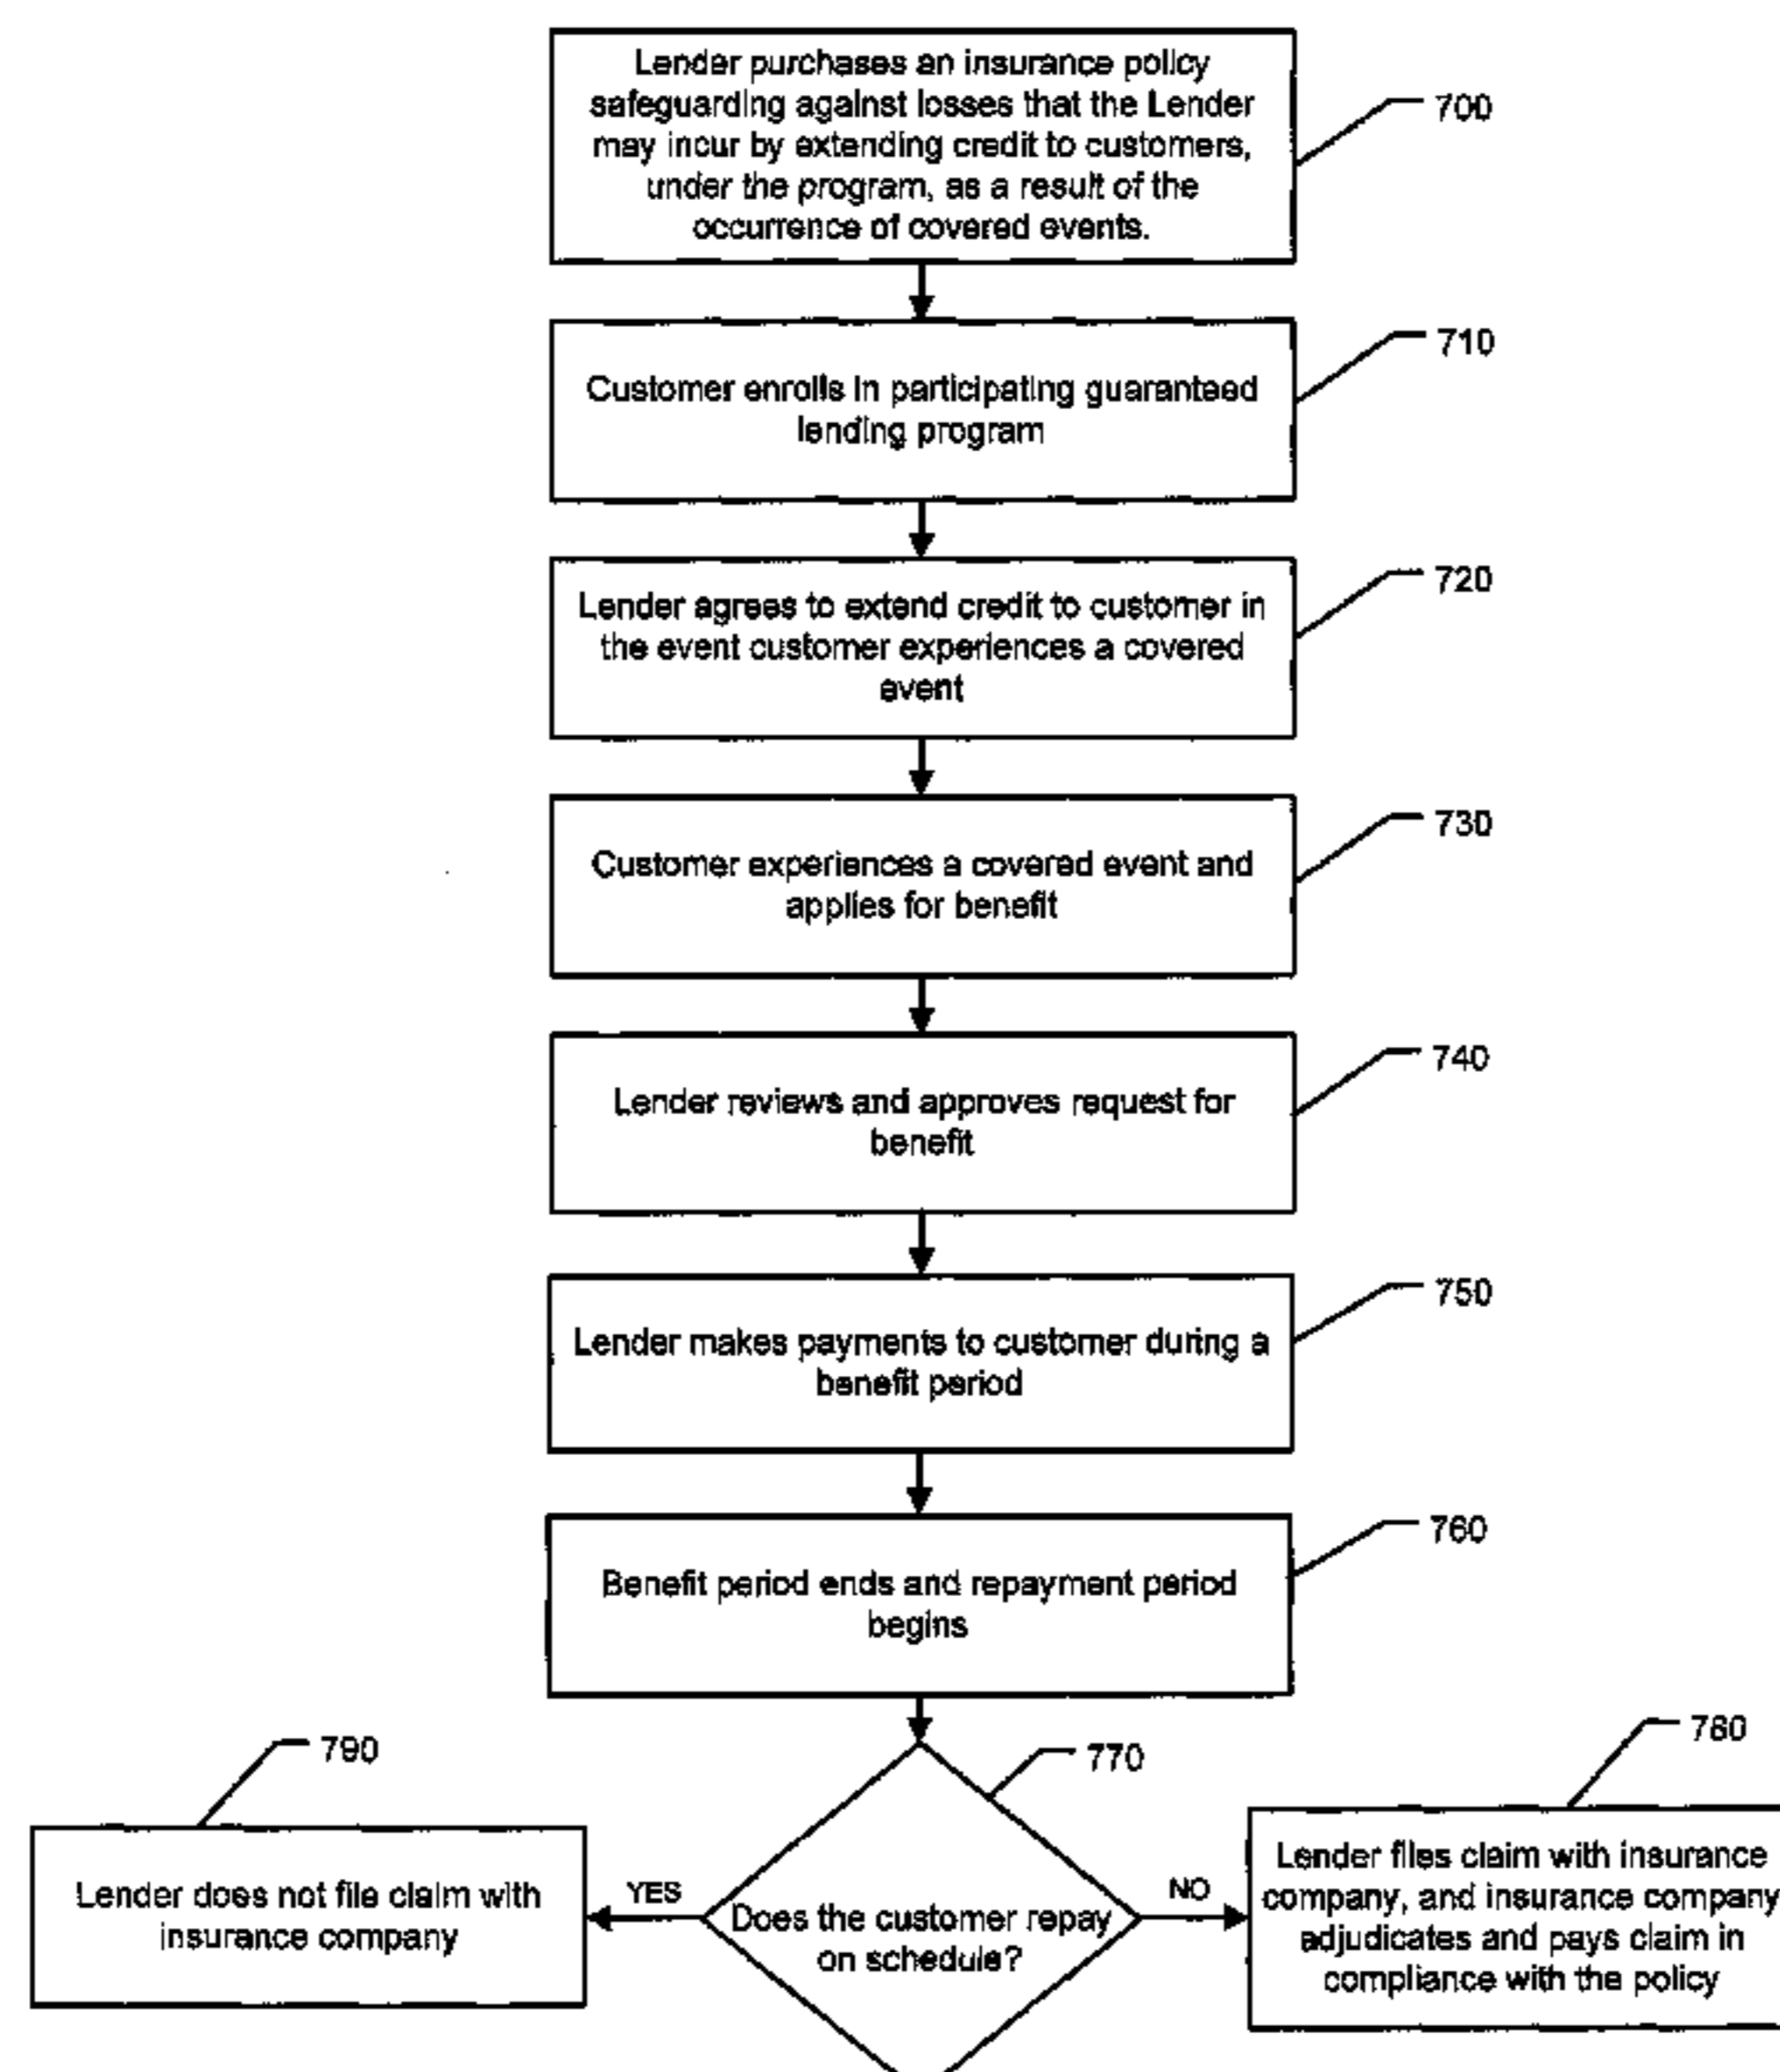 Lender purchases an insurance policy
safeguarding against losses that the Lender
may incur by extending credit to customers,
under the program, as a result of the
occurrence of covered events.
700
Customer enrolls in participating guaranteed
lending program
710
Lender agrees to extend credit to customer in
the event customer experiences a covered
event
720
Customer experiences a covered event and
applies for benefit
730
Lender reviews and approves request for
benefit
740
Lender makes payments to customer during a
benefit period
750
Benefit period ends and repayment period
begins
760
790
770
780
Lender does not file claim with
insurance company
YES
Does the customer repay
on schedule?
NO
Lender files claim with insurance
company, and insurance company
adjudicates and pays claim in
compliance with the policy